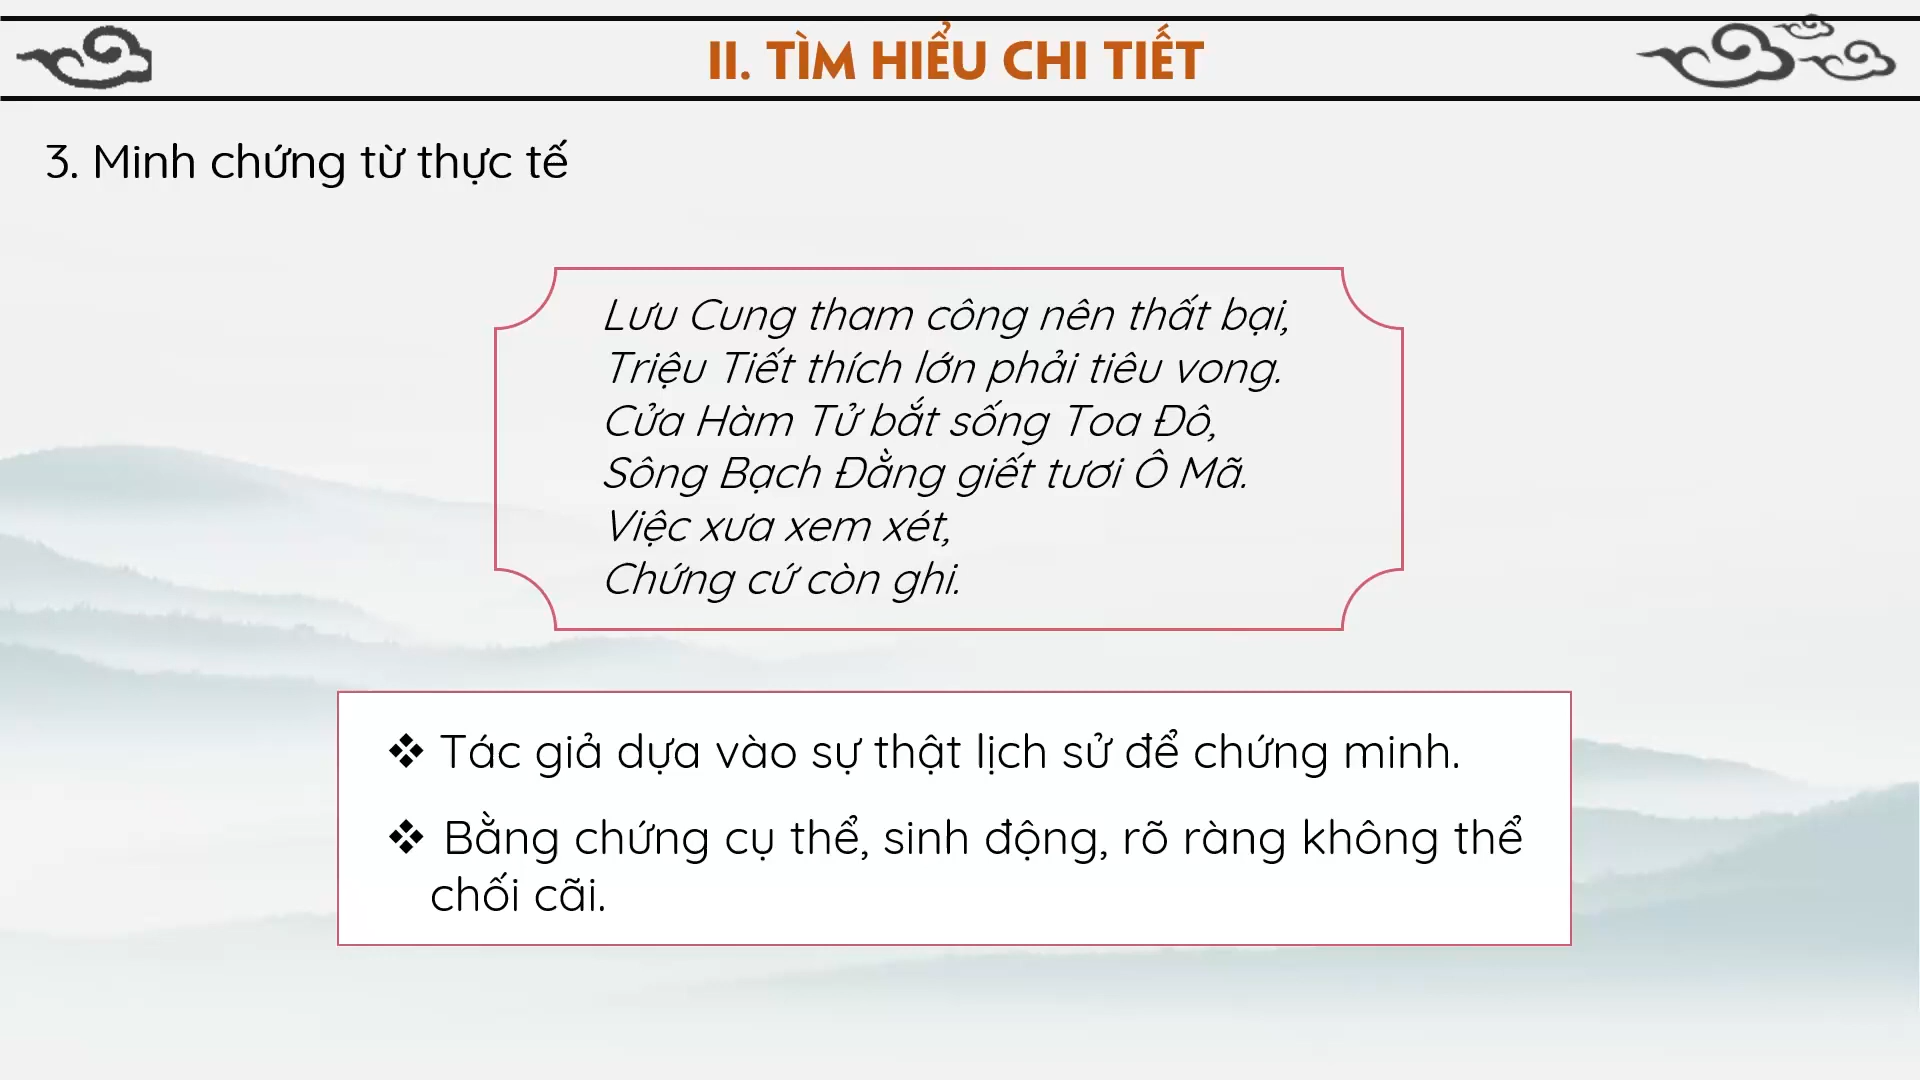 II. TÌM HIỂU CHI TIẾT
3. Minh chứng từ thực tế
Lưu Cung tham công nên thất bại,
Triệu Tiết thích lớn phải tiêu vong.
Cửa Hàm Tử bắt sống Toa Đô,
Sông Bạch Đằng giết tươi Ô Mã.
Việc xưa xem xét,
Chứng cứ còn ghi.
❖ Tác giả dựa vào sự thật lịch sử để chứng minh.
❖ Bằng chứng cụ thể, sinh động, rõ ràng không thể
chối cãi.